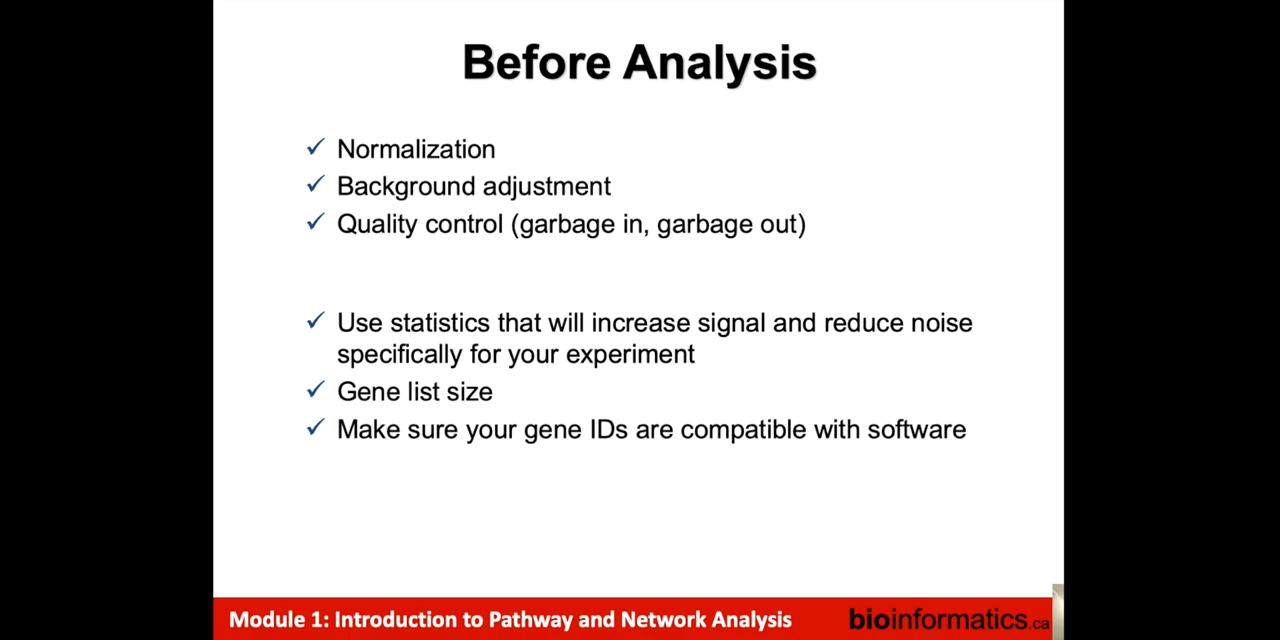 Before Analysis
✓ Normalization
✓ Background adjustment
✓ Quality control (garbage in, garbage out)
✓ Use statistics that will increase signal and reduce noise
specifically for your experiment
✓ Gene list size
✓ Make sure your gene IDs are compatible with software
Module 1: Introduction to Pathway and Network Analysis
bioinformatics.ca